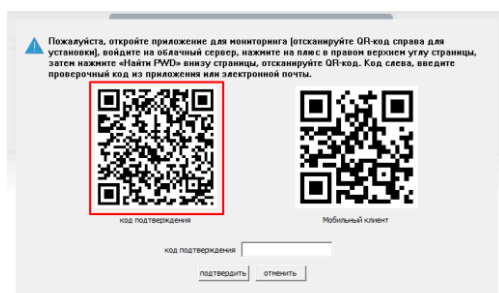 Пожалуйста, откройте приложение для мониторинга (отсканируйте QR-код справа для
установки), войдите на облачный сервер, нажмите на плюс в правом верхнем углу страницы,
затем нажмите «Найти PWD» внизу страницы, отсканируйте QR-код. Код слева, введите
проверочный код из приложения или электронной почты.
код подтверждения
Мобильный клиент
код подтверждения
подтвердить
отменить